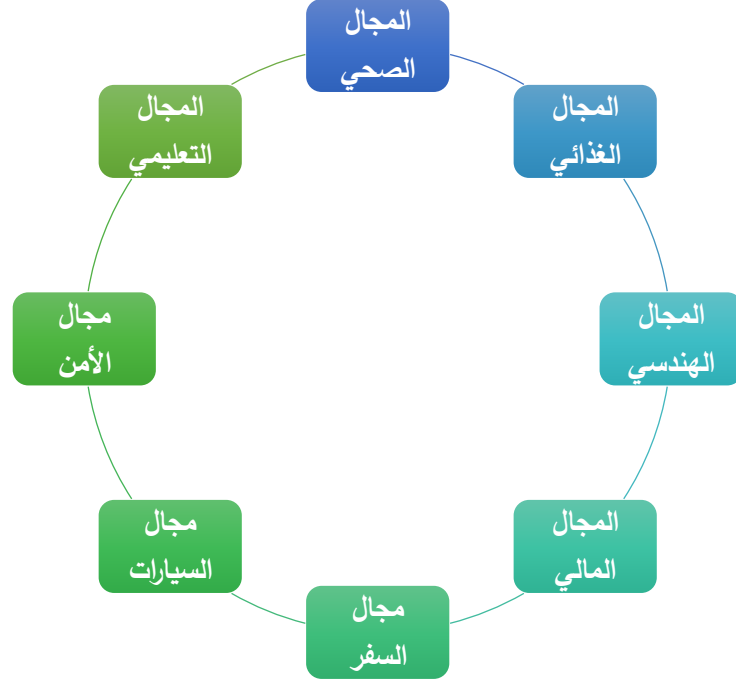 المجال
الصحي
المجال
الغذائي
المجال
الهندسي
المجال
المالي
مجال
السفر
مجال
السيارات
مجال
الأمن
المجال
التعليمي